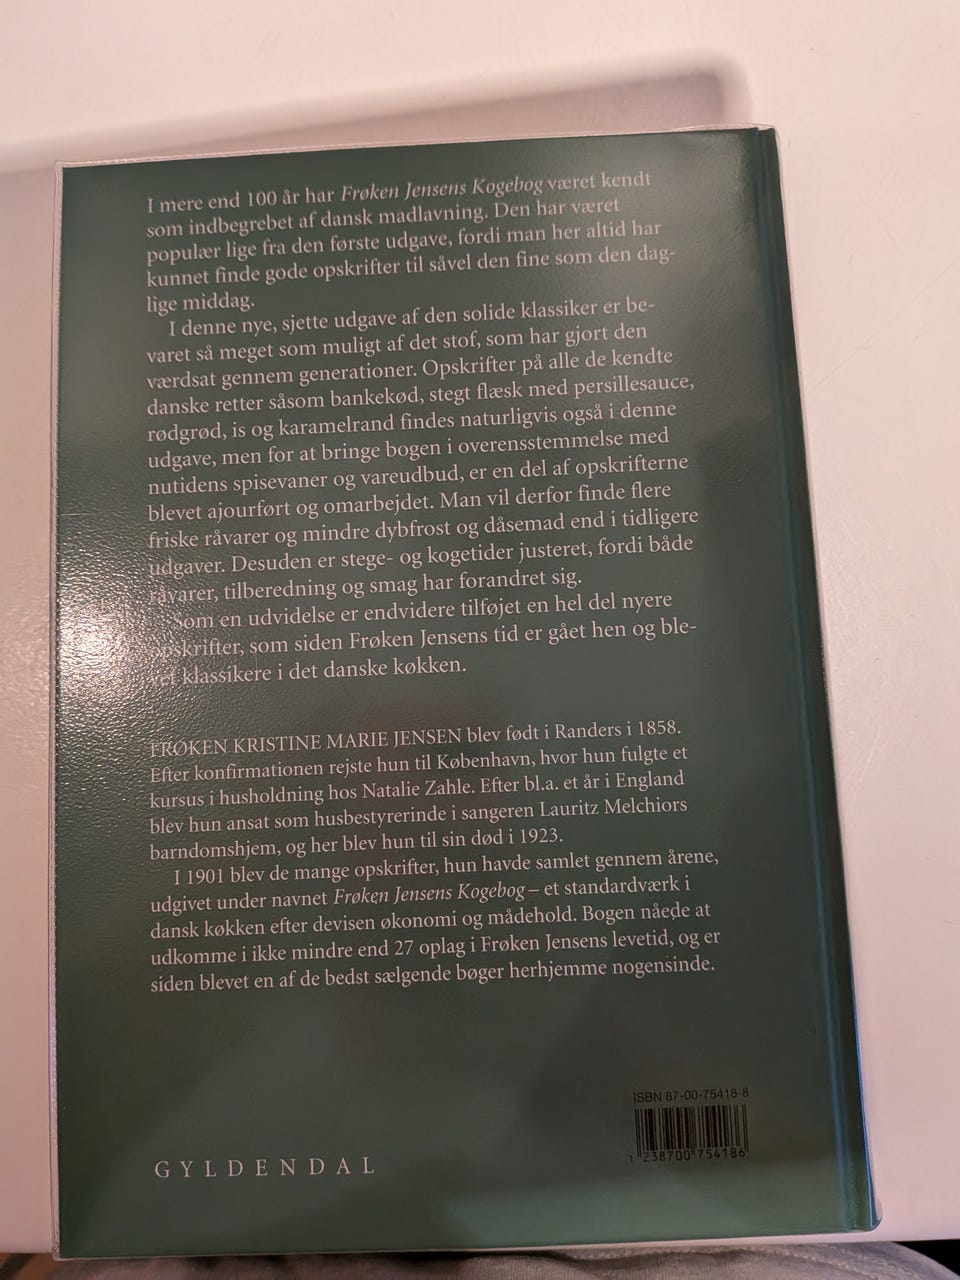 I mere end 100 år har Frøken Jensens Kogebog været kendt
som indbegrebet af dansk madlavning. Den har været
populær lige fra den første udgave, fordi man her altid har
kunnet finde gode opskrifter til såvel den fine som den dag-
lige middag.
I denne nye, sjette udgave af den solide klassiker er be-
varet så meget som muligt af det stof, som har gjort den
værdsat gennem generationer. Opskrifter på alle de kendte
danske retter såsom bankekød, stegt flæsk med persillesauce,
rødgrød, is og karamelrand findes naturligvis også i denne
udgave, men for at bringe bogen i overensstemmelse med
nutidens spisevaner og vareudbud, er en del af opskrifterne
blevet ajourført og omarbejdet. Man vil derfor finde flere
friske råvarer og mindre dybfrost og dåsemad end i tidligere
udgaver. Desuden er stege- og kogetider justeret, fordi både
råvarer, tilberedning og smag har forandret sig.
Som en udvidelse er endvidere tilføjet en hel del nyere
opskrifter, som siden Frøken Jensens tid er gået hen og ble-
vet klassikere i det danske køkken.
FRØKEN KRISTINE MARIE JENSEN blev født i Randers i 1858.
Efter konfirmationen rejste hun til København, hvor hun fulgte et
kursus i husholdning hos Natalie Zahle. Efter bl.a. et år i England
blev hun ansat som husbestyrerinde i sangeren Lauritz Melchiors
barndomshjem, og her blev hun til sin død i 1923.
I 1901 blev de mange opskrifter, hun havde samlet gennem årene,
udgivet under navnet Frøken Jensens Kogebog – et standardværk i
dansk køkken efter devisen økonomi og mådehold. Bogen nåede at
udkomme i ikke mindre end 27 oplag i Frøken Jensens levetid, og er
siden blevet en af de bedst sælgende bøger herhjemme nogensinde.
ISBN 87-00-75418-8
1 238700 754186
GYLDENDAL